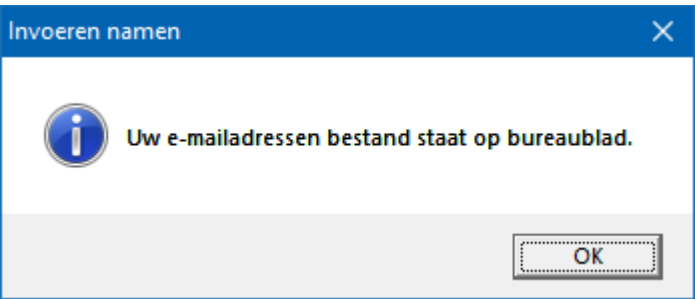 Invoeren namen
Uw e-mailadressen bestand staat op bureaublad.
OK